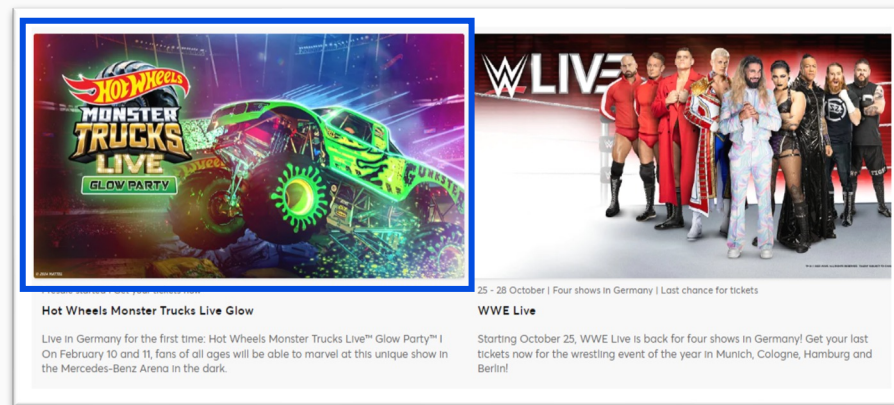 HOT WHEELS
MONSTER
TRUCKS
LIVE
GLOW PARTY
Hot Wheels Monster Trucks Live Glow
Live in Germany for the first time: Hot Wheels Monster Trucks Live™ Glow Party™ I
On February 10 and 11, fans of all ages will be able to marvel at this unique show in
the Mercedes-Benz Arena in the dark.
W LIVE
25 - 28 October | Four shows in Germany | Last chance for tickets
WWE Live
Starting October 25, WWE Live is back for four shows in Germany! Get your last
tickets now for the wrestling event of the year in Munich, Cologne, Hamburg and
Berlin!